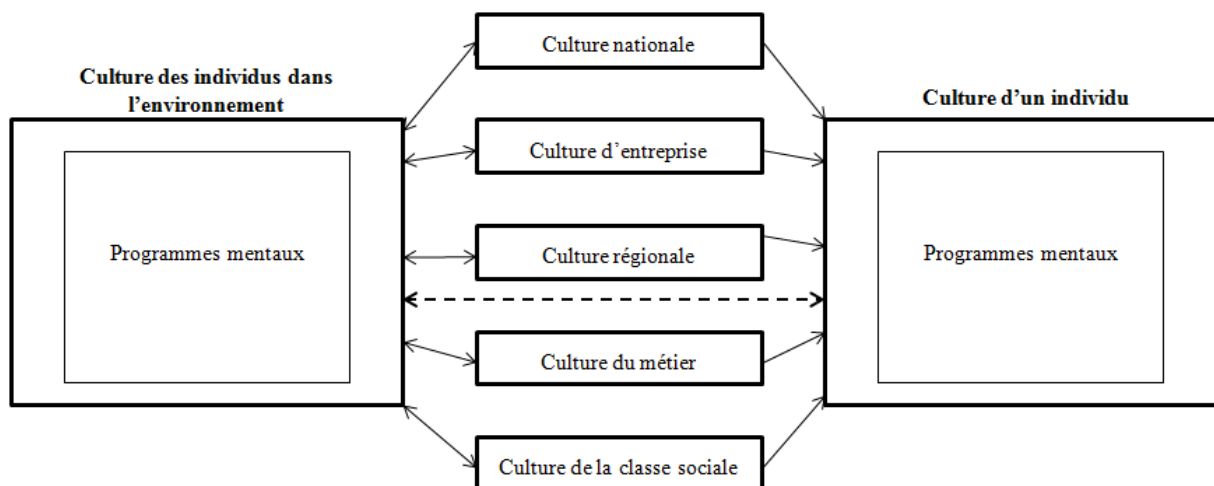 Culture des individus dans
l’environnement
Programmes mentaux
Culture nationale
Culture d’entreprise
Culture régionale
Culture du métier
Culture de la classe sociale
Culture d’un individu
Programmes mentaux